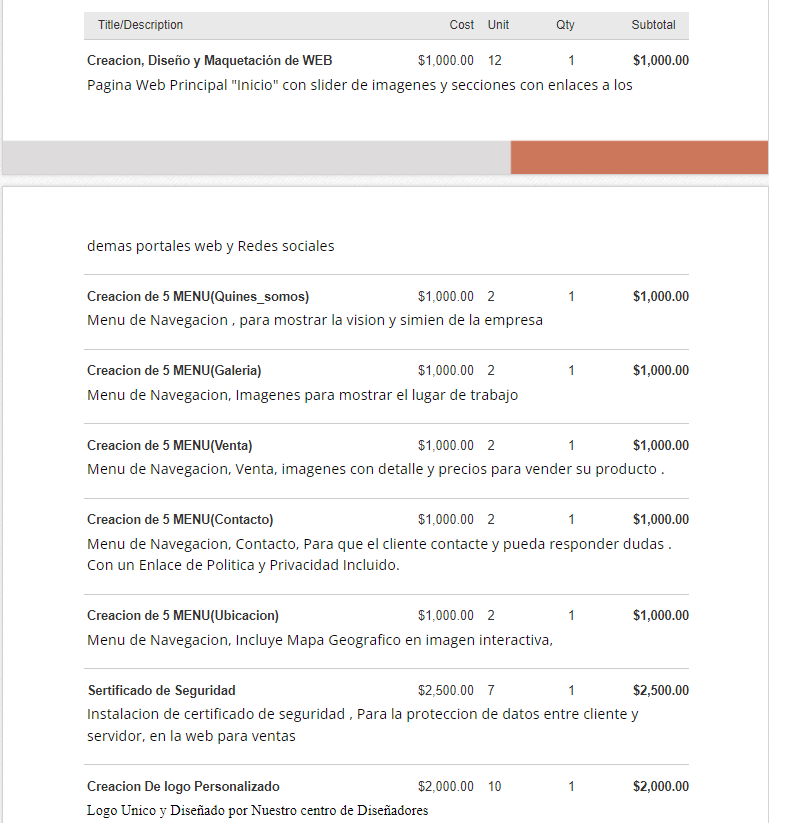 Title/Description Cost Unit Qty Subtotal
Creacion, Diseño y Maquetación de WEB $1,000.00 12 1 $1,000.00
Pagina Web Principal "Inicio" con slider de imagenes y secciones con enlaces a los
demas portales web y Redes sociales
Creacion de 5 MENU(Quines_somos) $1,000.00 2 1 $1,000.00
Menu de Navegacion , para mostrar la vision y simien de la empresa
Creacion de 5 MENU(Galeria) $1,000.00 2 1 $1,000.00
Menu de Navegacion, Imagenes para mostrar el lugar de trabajo
Creacion de 5 MENU(Venta) $1,000.00 2 1 $1,000.00
Menu de Navegacion, Venta, imagenes con detalle y precios para vender su producto .
Creacion de 5 MENU(Contacto) $1,000.00 2 1 $1,000.00
Menu de Navegacion, Contacto, Para que el cliente contacte y pueda responder dudas .
Con un Enlace de Politica y Privacidad Incluido.
Creacion de 5 MENU(Ubicacion) $1,000.00 2 1 $1,000.00
Menu de Navegacion, Incluye Mapa Geografico en imagen interactiva,
Sertificado de Seguridad $2,500.00 7 1 $2,500.00
Instalacion de certificado de seguridad , Para la proteccion de datos entre cliente y
servidor, en la web para ventas
Creacion De logo Personalizado $2,000.00 10 1 $2,000.00
Logo Unico y Diseñado por Nuestro centro de Diseñadores